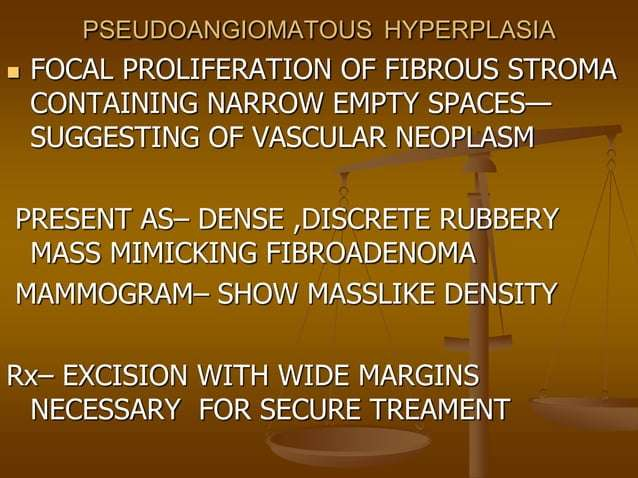 PSEUDOANGIOMATOUS HYPERPLASIA
FOCAL PROLIFERATION OF FIBROUS STROMA
CONTAINING NARROW EMPTY SPACES—
SUGGESTING OF VASCULAR NEOPLASM
PRESENT AS– DENSE ,DISCRETE RUBBERY
MASS MIMICKING FIBROADENOMA
MAMMOGRAM– SHOW MASSLIKE DENSITY
Rx– EXCISION WITH WIDE MARGINS
NECESSARY FOR SECURE TREAMENT